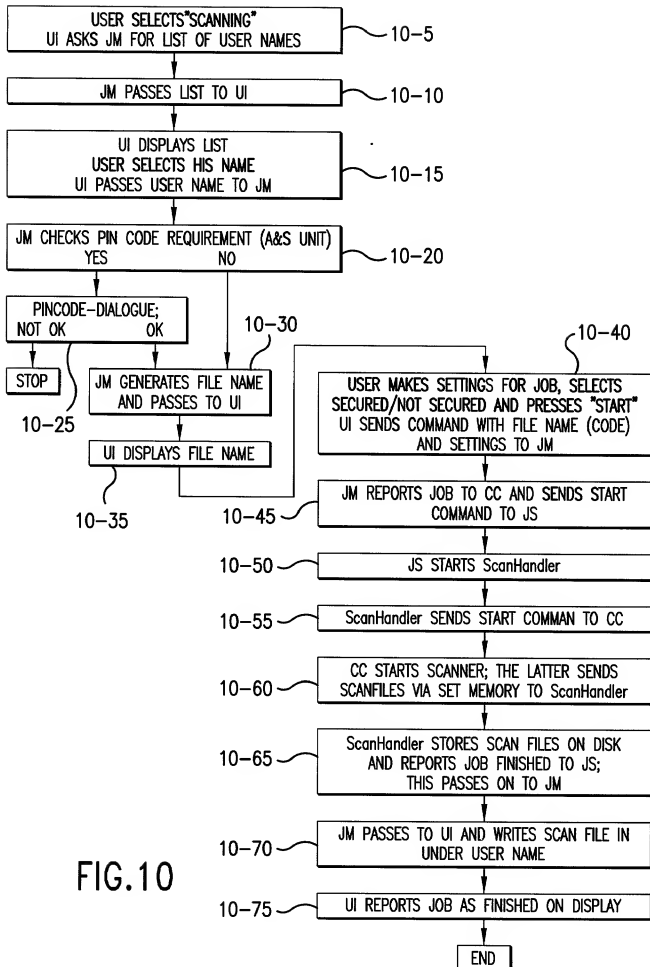 USER SELECTS"SCANNING"
UI ASKS JM FOR LIST OF USER NAMES
10-5
JM PASSES LIST TO UI
10-10
UI DISPLAYS LIST
USER SELECTS HIS NAME
UI PASSES USER NAME TO JM
10-15
JM CHECKS PIN CODE REQUIREMENT (A&S UNIT)
YES NO
10-20
PINCODE-DIALOGUE;
NOT OK OK
10-25
STOP
10-30
JM GENERATES FILE NAME
AND PASSES TO UI
UI DISPLAYS FILE NAME
10-35
10-40
USER MAKES SETTINGS FOR JOB, SELECTS
SECURED/NOT SECURED AND PRESSES "START"
UI SENDS COMMAND WITH FILE NAME (CODE)
AND SETTINGS TO JM
10-45
JM REPORTS JOB TO CC AND SENDS START
COMMAND TO JS
10-50
JS STARTS ScanHandler
10-55
ScanHandler SENDS START COMMAN TO CC
10-60
CC STARTS SCANNER; THE LATTER SENDS
SCANFILES VIA SET MEMORY TO ScanHandler
10-65
ScanHandler STORES SCAN FILES ON DISK
AND REPORTS JOB FINISHED TO JS;
THIS PASSES ON TO JM
10-70
JM PASSES TO UI AND WRITES SCAN FILE IN
UNDER USER NAME
10-75
UI REPORTS JOB AS FINISHED ON DISPLAY
END
FIG.10